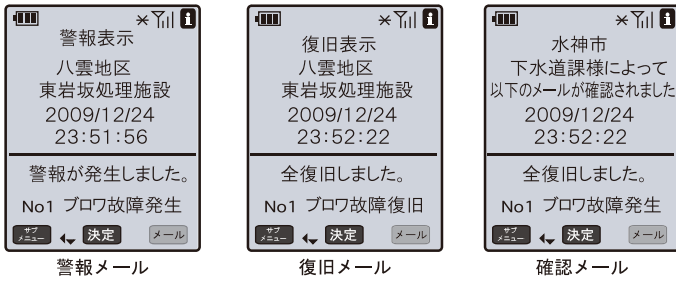 警報表示
八雲地区
東岩坂処理施設
2009/12/24
23:51:56
警報が発生しました。
No1 ブロワ故障発生
サブメニュー 決定 メール
警報メール
復旧表示
八雲地区
東岩坂処理施設
2009/12/24
23:52:22
全復旧しました。
No1 ブロワ故障復旧
サブメニュー 決定 メール
復旧メール
水神市
下水道課様によって
以下のメールが確認されました
2009/12/24
23:52:22
全復旧しました。
No1 ブロワ故障発生
サブメニュー 決定 メール
確認メール